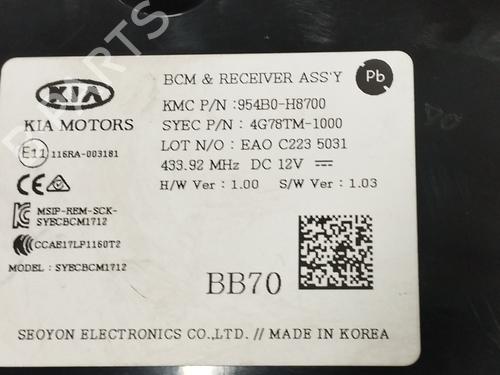 KIA
KIA MOTORS
BCM & RECEIVER ASS'Y
Pb
KMC P/N : 954B0-H8700
SYEC P/N : 4G78TM-1000
LOT N/O : EAO C223 5031
433.92 MHz DC 12V
H/W Ver : 1.00 S/W Ver : 1.03
E11 116RA-003181
CE
MSIP-REM-SCK-
SYECBCM1712
CCAE17LP1160T2
MODEL : SYECBCM1712
BB70
SEOYON ELECTRONICS CO.,LTD. // MADE IN KOREA
PARTS